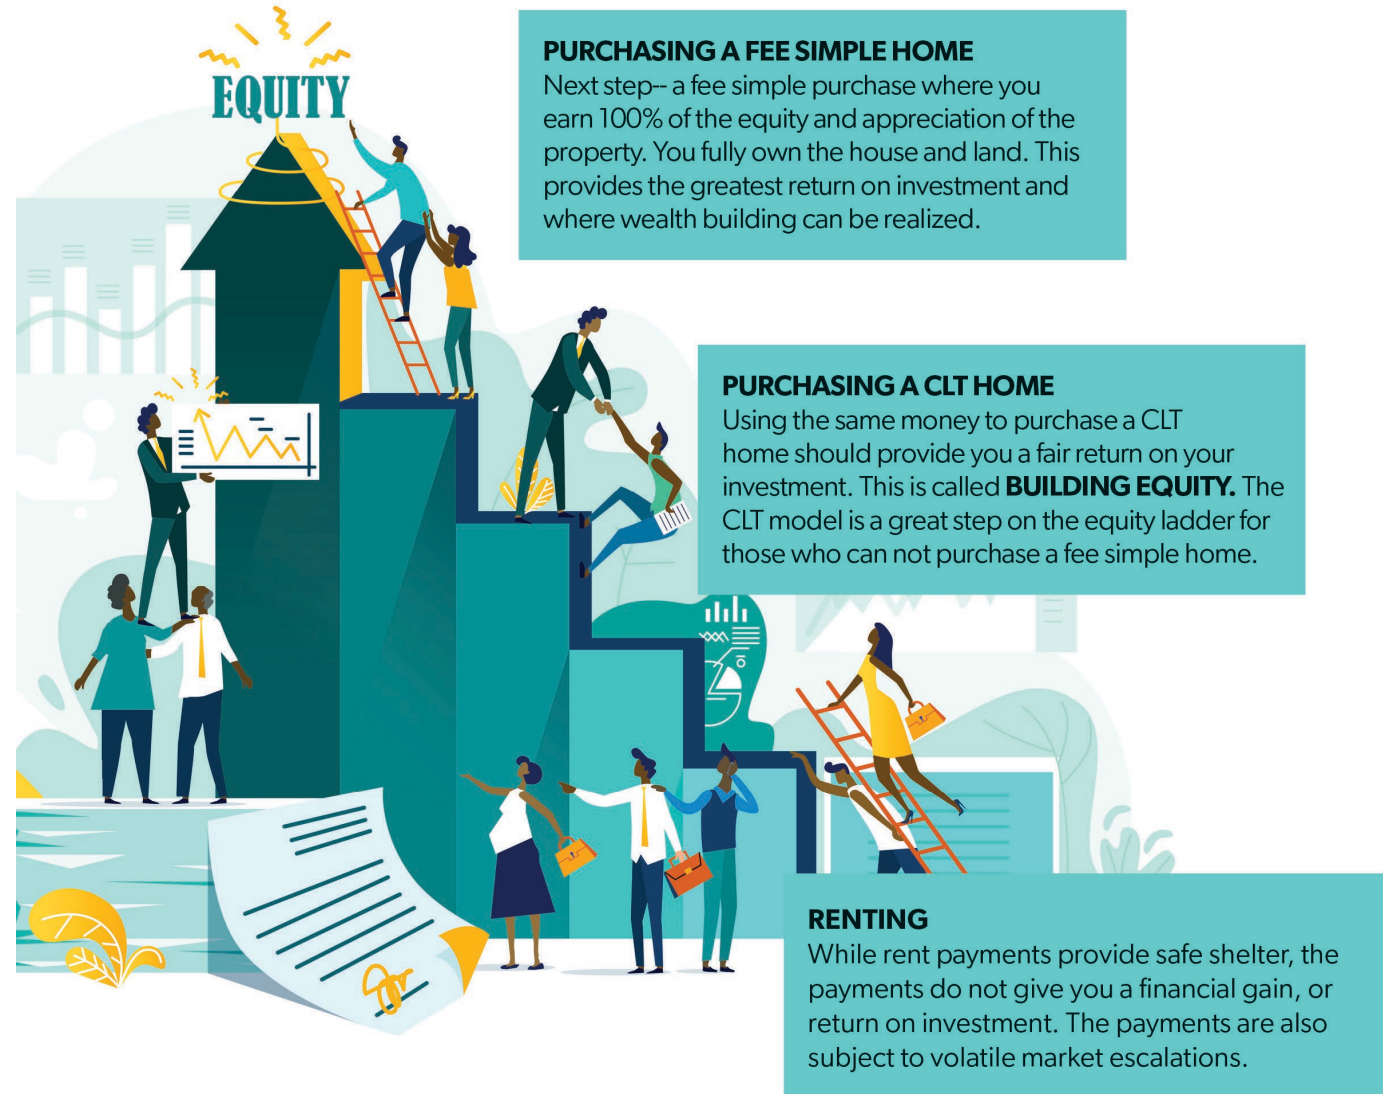 EQUITY
PURCHASING A FEE SIMPLE HOME
Next step-- a fee simple purchase where you
earn 100% of the equity and appreciation of the
property. You fully own the house and land. This
provides the greatest return on investment and
where wealth building can be realized.
PURCHASING A CLT HOME
Using the same money to purchase a CLT
home should provide you a fair return on your
investment. This is called BUILDING EQUITY. The
CLT model is a great step on the equity ladder for
those who can not purchase a fee simple home.
RENTING
While rent payments provide safe shelter, the
payments do not give you a financial gain, or
return on investment. The payments are also
subject to volatile market escalations.